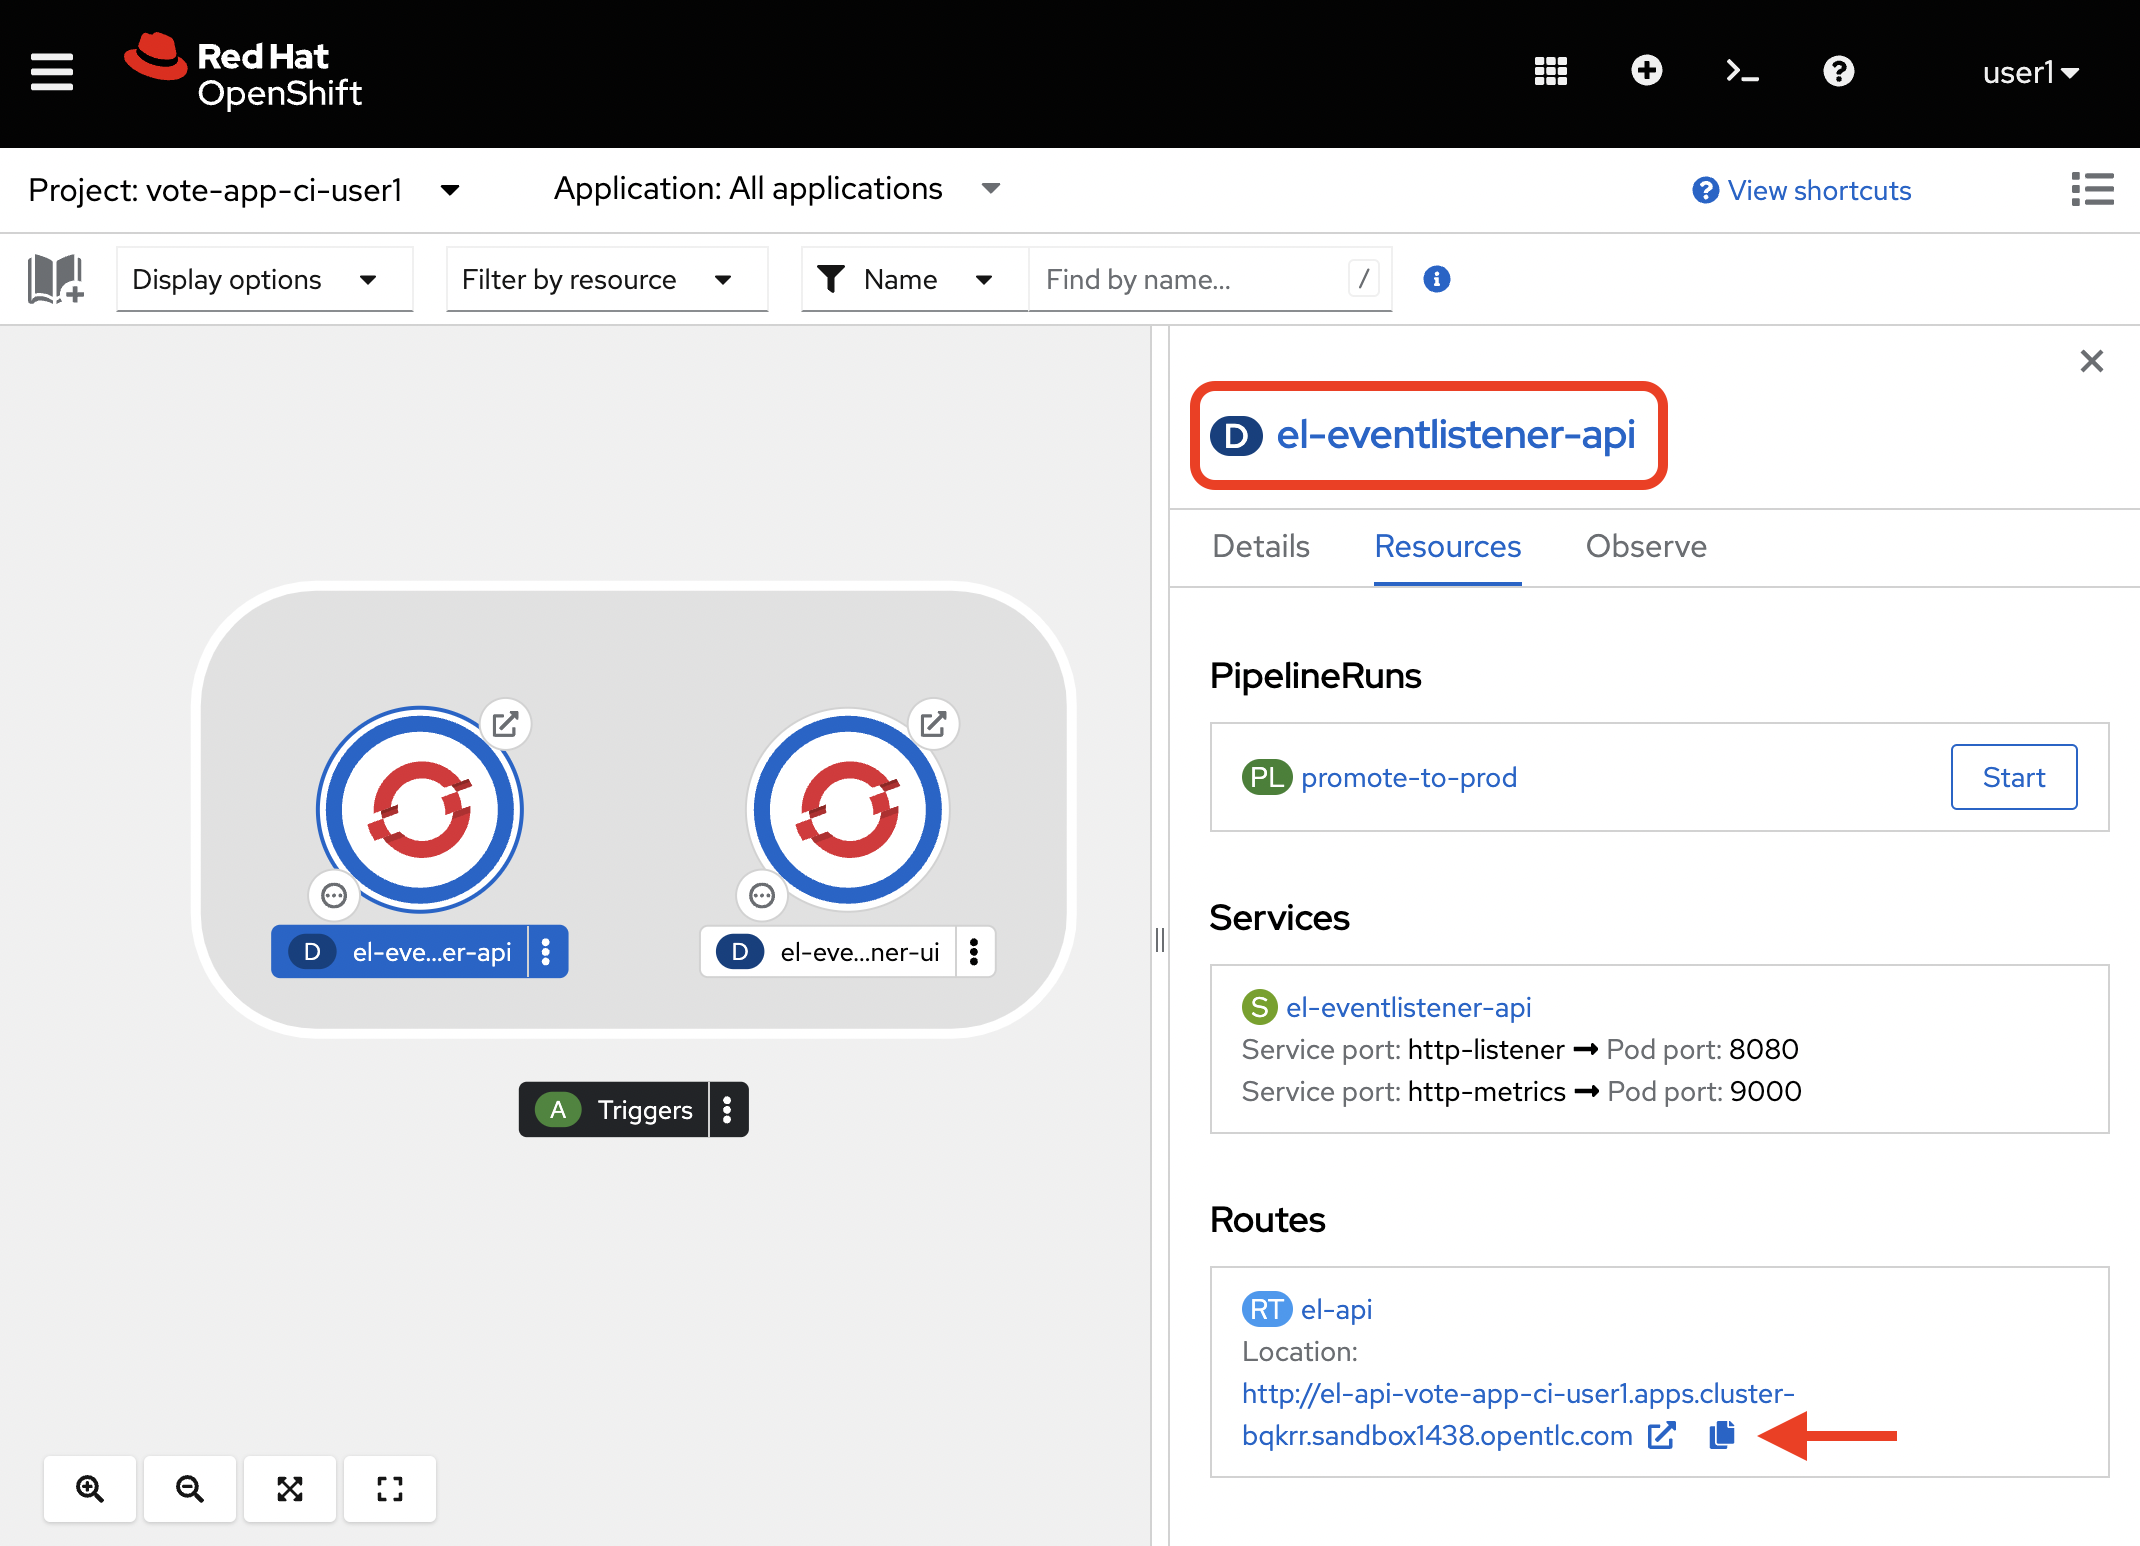 Red Hat
OpenShift
user1
Project: vote-app-ci-user1
Application: All applications
View shortcuts
Display options
Filter by resource
Name
Find by name...
/
D el-eventlistener-api
Details
Resources
Observe
PipelineRuns
PL promote-to-prod
Start
Services
S el-eventlistener-api
Service port: http-listener → Pod port: 8080
Service port: http-metrics → Pod port: 9000
Routes
RT el-api
Location:
http://el-api-vote-app-ci-user1.apps.cluster-
bqkrr.sandbox1438.opentlc.com
D el-eve...er-api
D el-eve...ner-ui
A Triggers